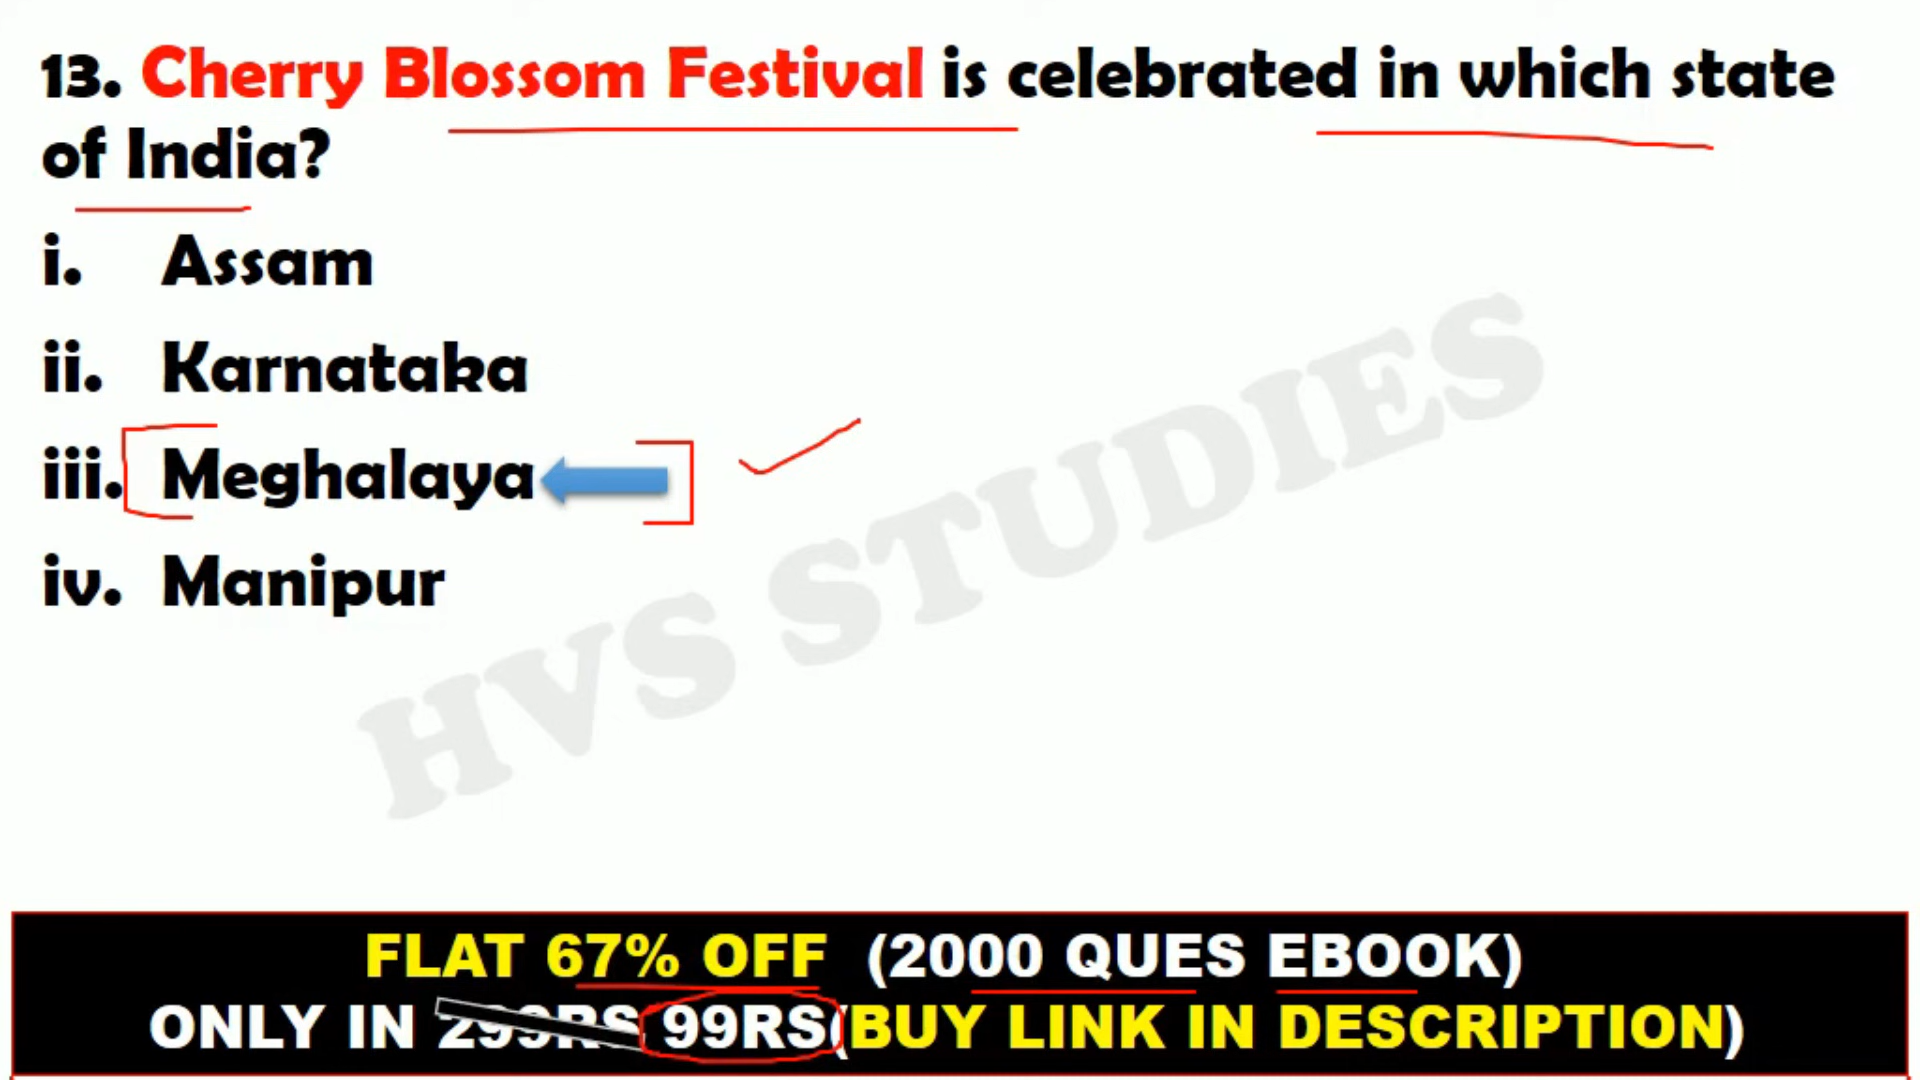 13. Cherry Blossom Festival is celebrated in which state
of India?
i. Assam
ii. Karnataka
iii. Meghalaya
iv. Manipur
HVS STUDIES
FLAT 67% OFF (2000 QUES EBOOK)
ONLY IN 299RS 99RS(BUY LINK IN DESCRIPTION)